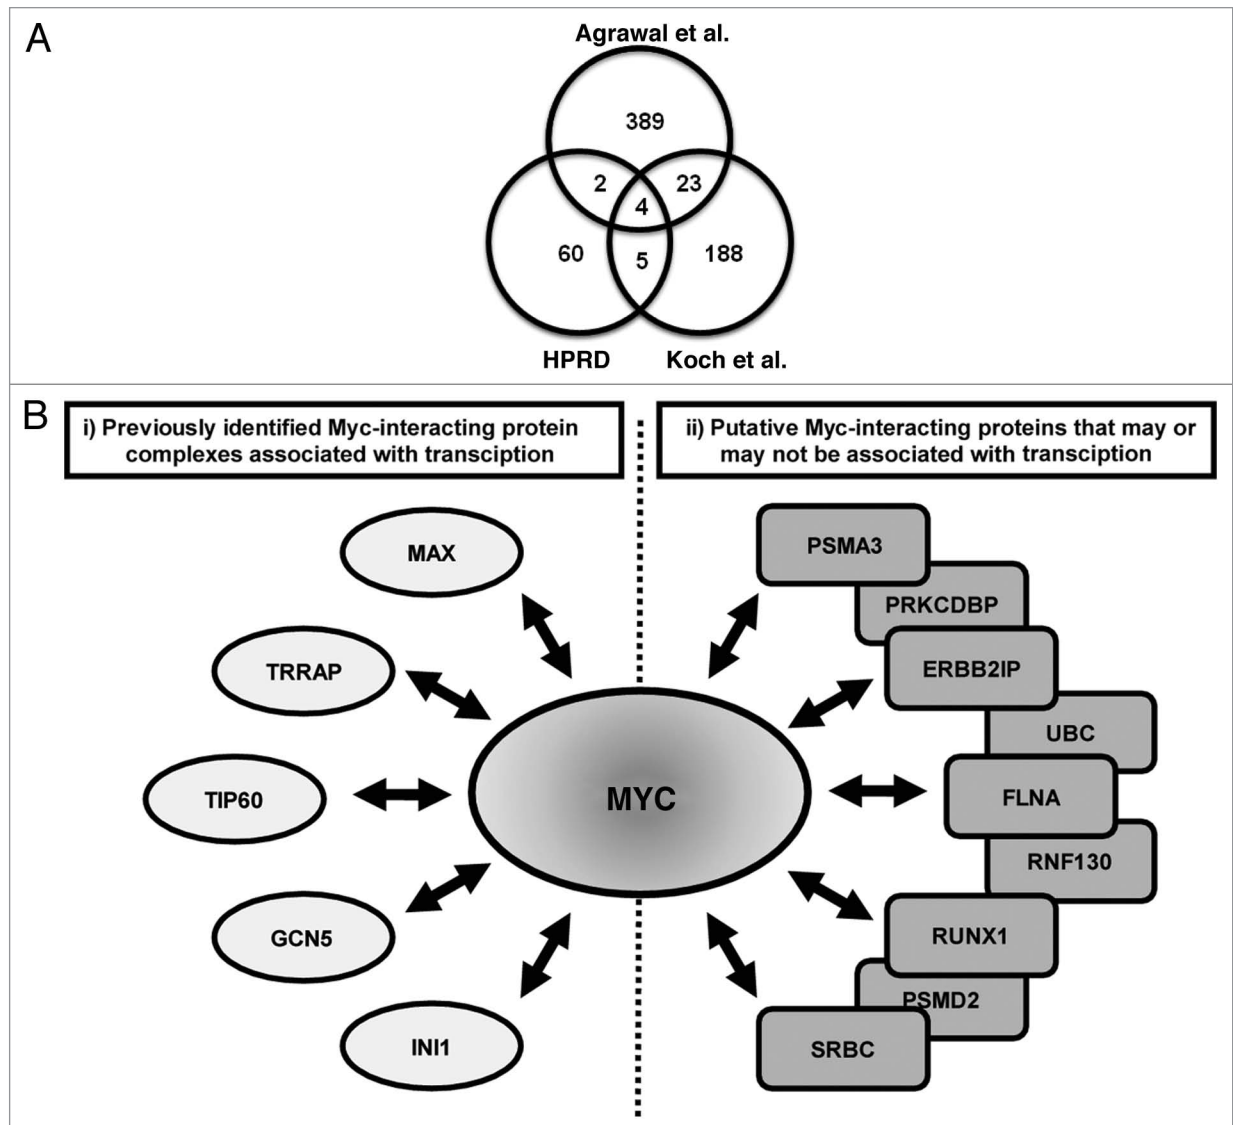 A
Agrawal et al.
389
2
23
4
60
5
188
HPRD
Koch et al.
B
i) Previously identified Myc-interacting protein
complexes associated with transciption
ii) Putative Myc-interacting proteins that may or
may not be associated with transciption
MAX
TRRAP
TIP60
GCN5
INI1
MYC
PSMA3
PRKCDBP
ERBB2IP
UBC
FLNA
RNF130
RUNX1
PSMD2
SRBC